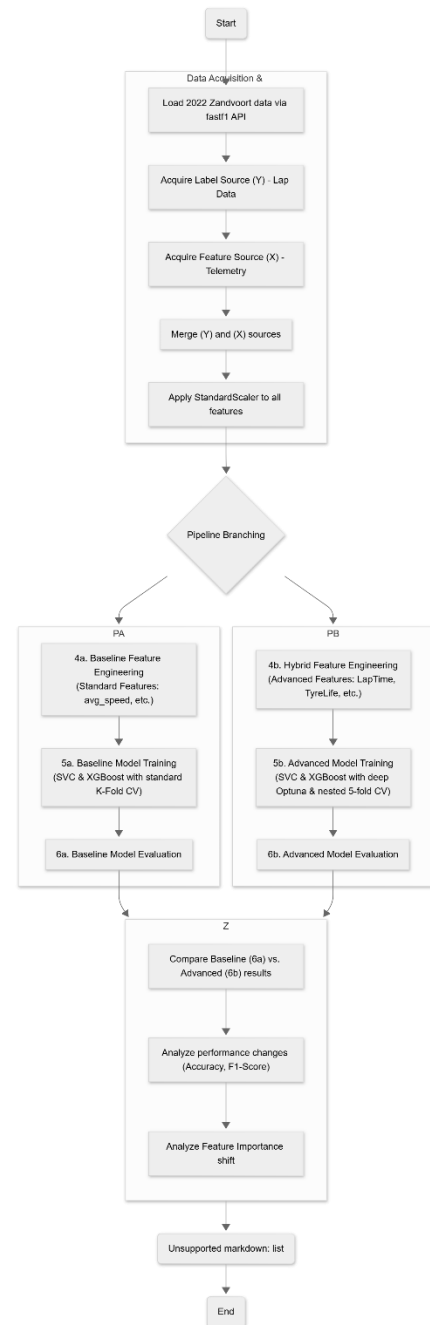 Start
Data Acquisition &
Load 2022 Zandvoort data via
fastf1 API
Acquire Label Source (Y) - Lap
Data
Acquire Feature Source (X) -
Telemetry
Merge (Y) and (X) sources
Apply StandardScaler to all
features
Pipeline Branching
PA
4a. Baseline Feature
Engineering
(Standard Features:
avg_speed, etc.)
5a. Baseline Model Training
(SVC & XGBoost with standard
K-Fold CV)
6a. Baseline Model Evaluation
PB
4b. Hybrid Feature Engineering
(Advanced Features: LapTime,
TyreLife, etc.)
5b. Advanced Model Training
(SVC & XGBoost with deep
Optuna & nested 5-fold CV)
6b. Advanced Model Evaluation
Z
Compare Baseline (6a) vs.
Advanced (6b) results
Analyze performance changes
(Accuracy, F1-Score)
Analyze Feature Importance
shift
Unsupported markdown: list
End